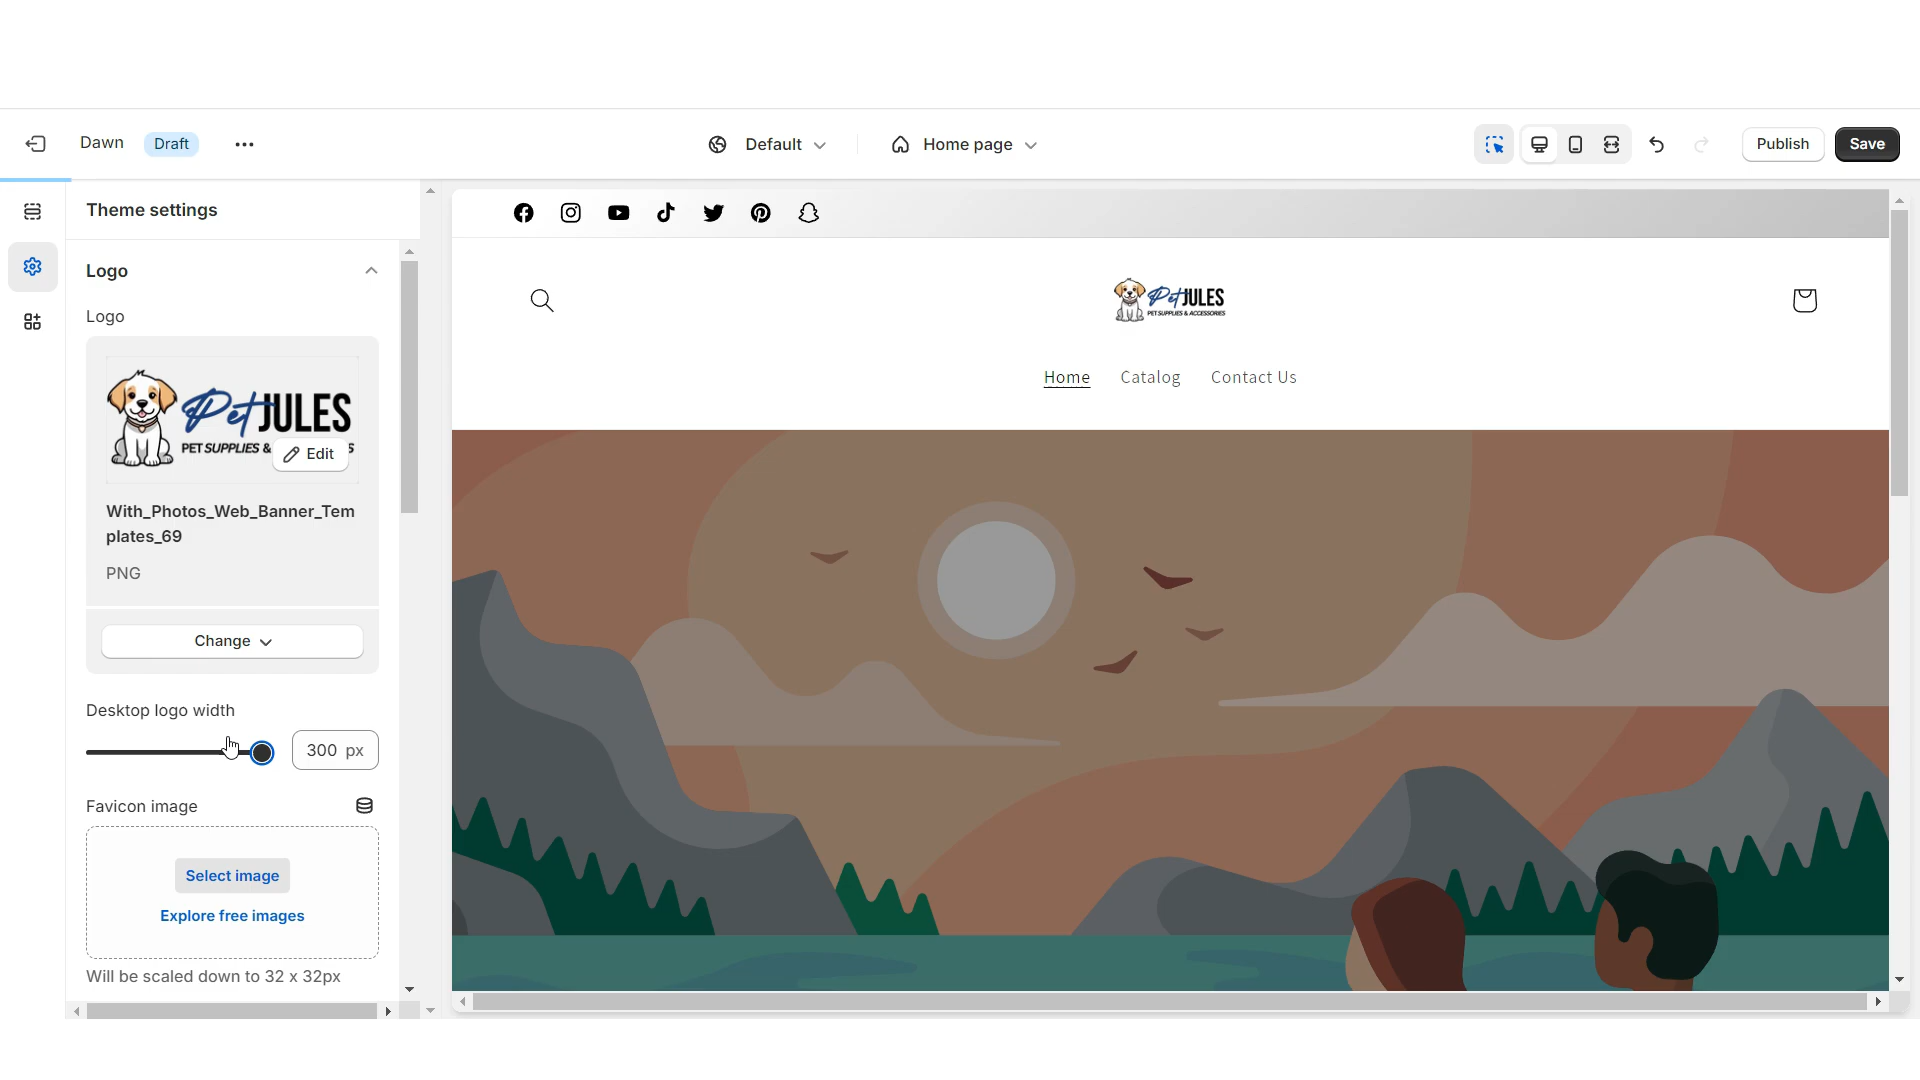 Dawn
Draft
Default
Home page
Publish
Save
Theme settings
Logo
Logo
PetJULES
PET SUPPLIES &
Edit
S
With_Photos_Web_Banner_Tem
plates_69
PNG
Change
Desktop logo width
300 px
Favicon image
Select image
Explore free images
Will be scaled down to 32 x 32px
PetJULES
PET SUPPLIES & ACCESSORIES
Home Catalog Contact Us